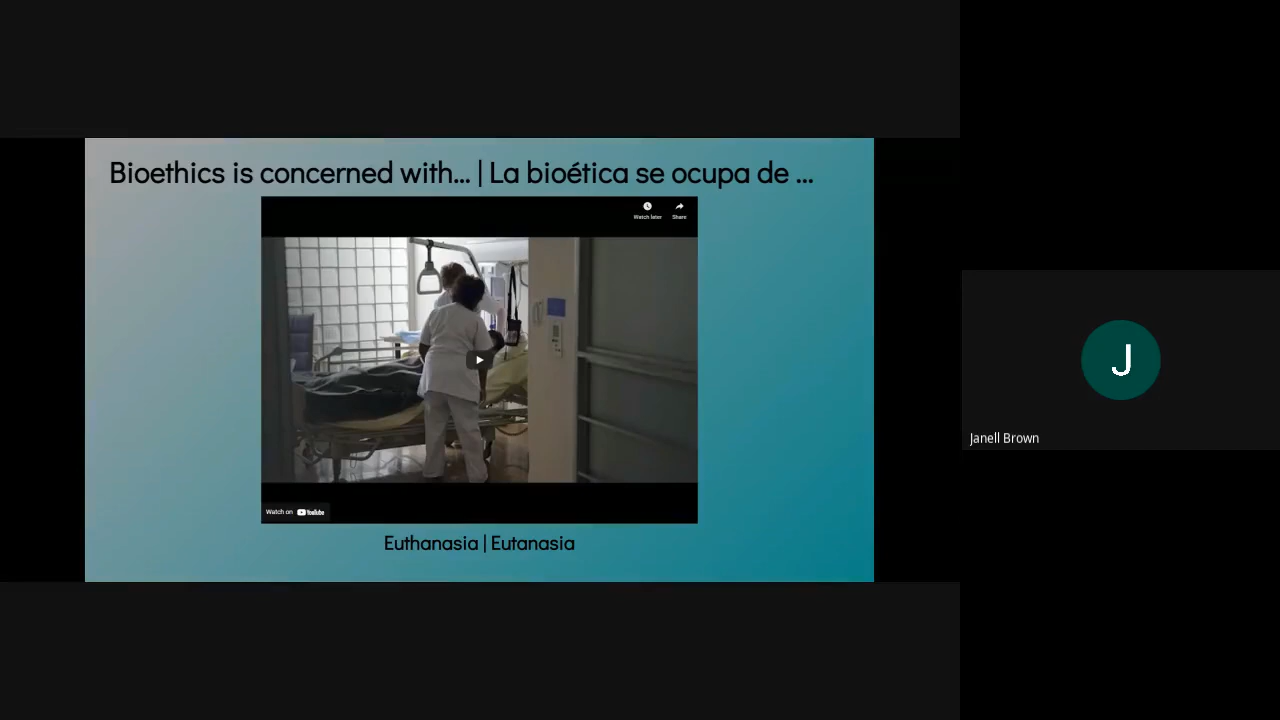 Bioethics is concerned with... | La bioética se ocupa de ...
Watch later
Share
Watch on YouTube
Euthanasia | Eutanasia
J
Janell Brown